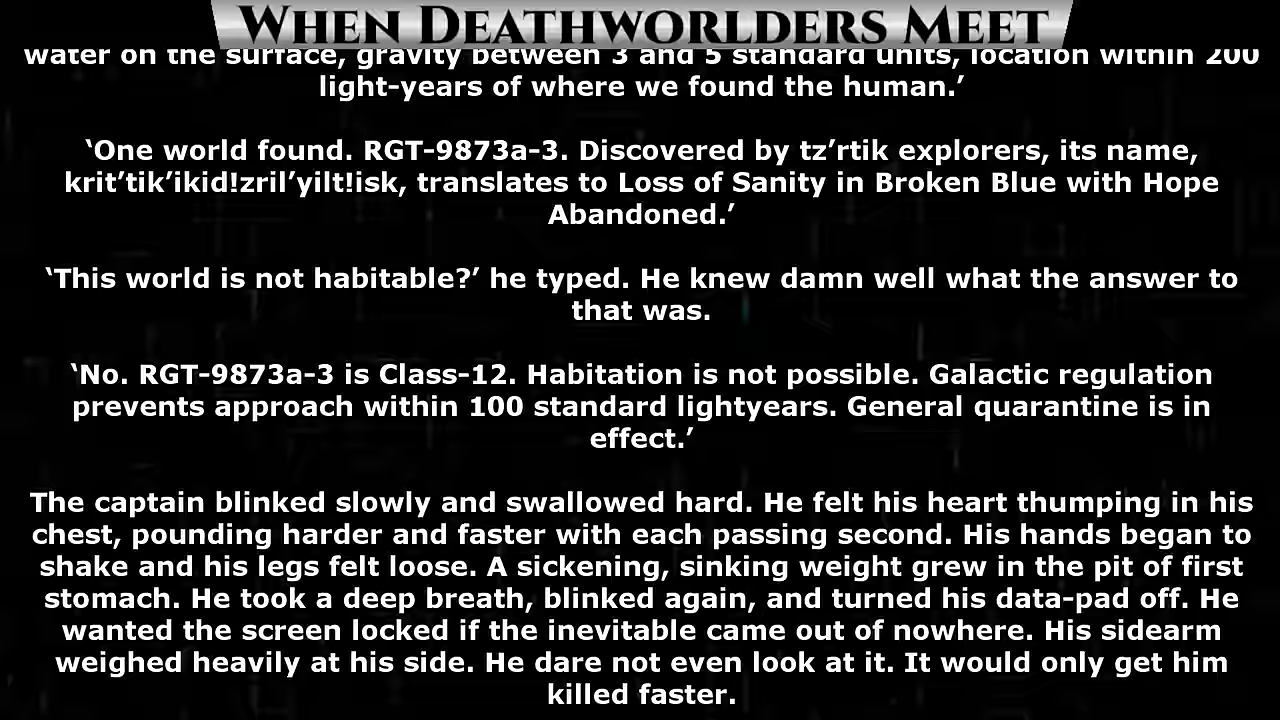 WHEN DEATHWORLDERS MEET
water on the surface, gravity between 3 and 5 standard units, location within 200
light-years of where we found the human.’
‘One world found. RGT-9873a-3. Discovered by tz’rtik explorers, its name,
krit’tik’ikid!zril’yilt!isk, translates to Loss of Sanity in Broken Blue with Hope
Abandoned.’
‘This world is not habitable?’ he typed. He knew damn well what the answer to
that was.
‘No. RGT-9873a-3 is Class-12. Habitation is not possible. Galactic regulation
prevents approach within 100 standard lightyears. General quarantine is in
effect.’
The captain blinked slowly and swallowed hard. He felt his heart thumping in his
chest, pounding harder and faster with each passing second. His hands began to
shake and his legs felt loose. A sickening, sinking weight grew in the pit of first
stomach. He took a deep breath, blinked again, and turned his data-pad off. He
wanted the screen locked if the inevitable came out of nowhere. His sidearm
weighed heavily at his side. He dare not even look at it. It would only get him
killed faster.